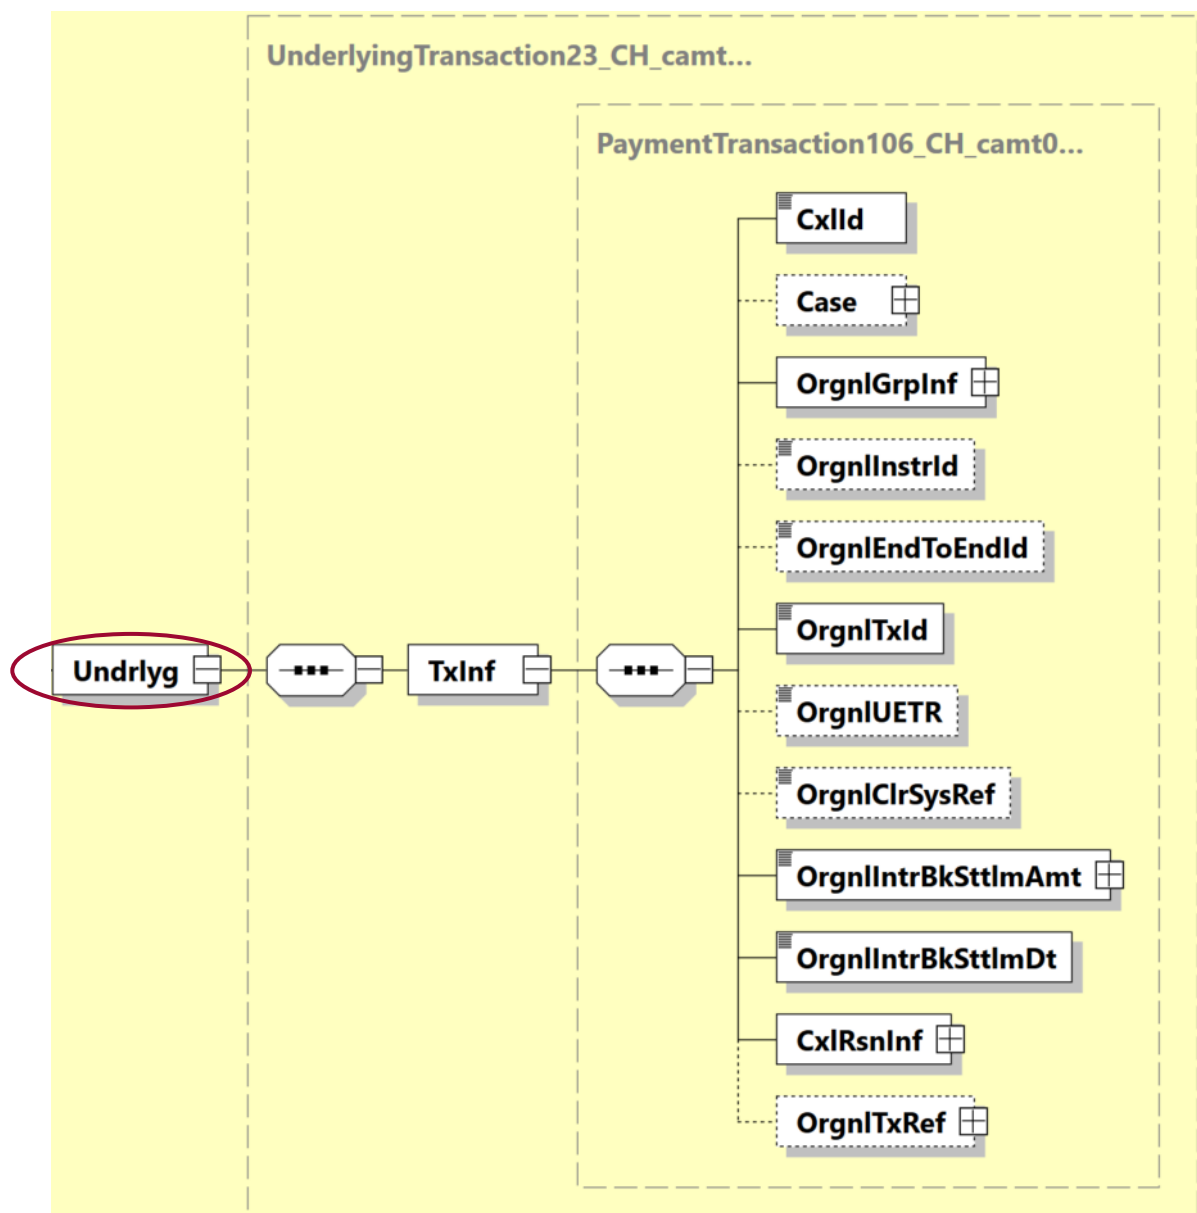 UnderlyingTransaction23_CH_camt...
PaymentTransaction106_CH_camt0...
CxlId
Case
OrgnlGrpInf
OrgnlInstrId
OrgnlEndToEndId
OrgnlTxId
Undrlyg
TxInf
OrgnlUETR
OrgnlClrSysRef
OrgnlIntrBkSttlmAmt
OrgnlIntrBkSttlmDt
CxlRsnInf
OrgnlTxRef